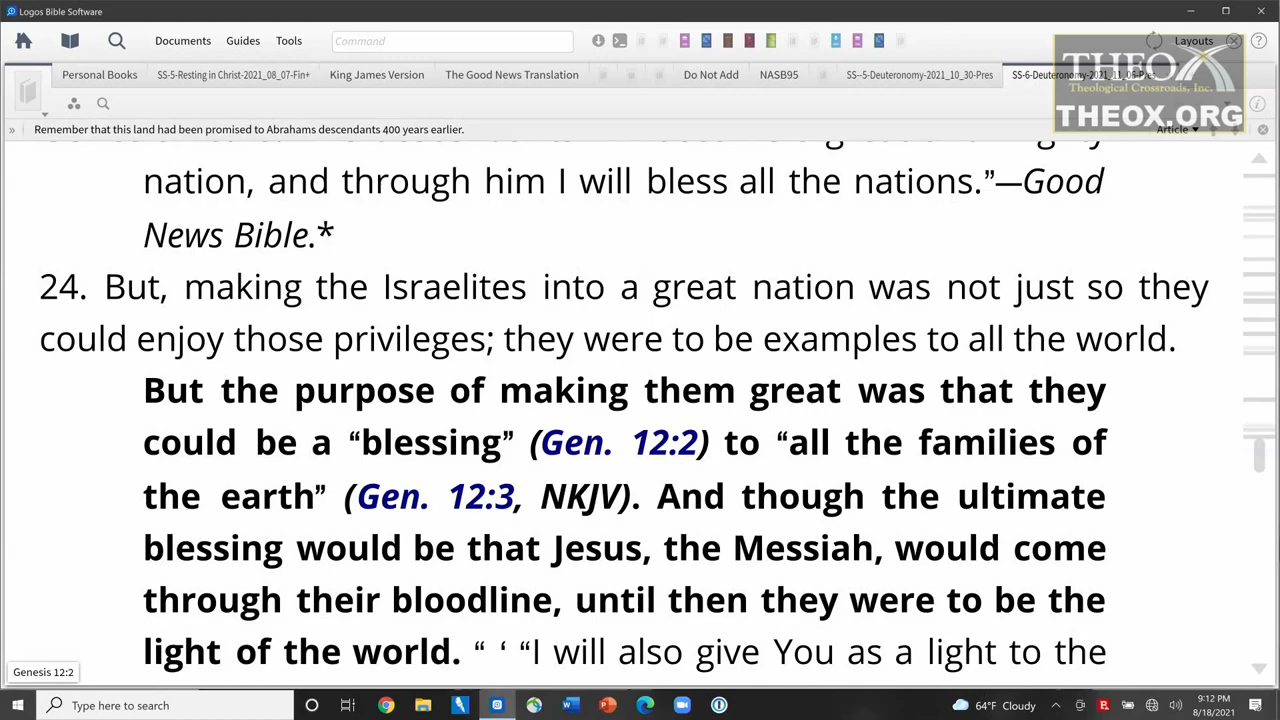 Logos Bible Software
Documents Guides Tools Command Layouts
THEOX
Theological Crossroads, Inc.
THEOX.ORG
Personal Books SS-5-Resting in Christ-2021_08_07-Fin+ King James Version The Good News Translation Do Not Add NASB95 SS--5-Deuteronomy-2021_10_30-Pres SS-6-Deuteronomy-2021_11_06-Pres
» Remember that this land had been promised to Abrahams descendants 400 years earlier. Article
nation, and through him I will bless all the nations.”—Good
News Bible.*
24. But, making the Israelites into a great nation was not just so they
could enjoy those privileges; they were to be examples to all the world.
But the purpose of making them great was that they
could be a “blessing” (Gen. 12:2) to “all the families of
the earth” (Gen. 12:3, NKJV). And though the ultimate
blessing would be that Jesus, the Messiah, would come
through their bloodline, until then they were to be the
light of the world. “ ‘ “I will also give You as a light to the
Genesis 12:2
Type here to search 64°F Cloudy 9:12 PM
8/18/2021